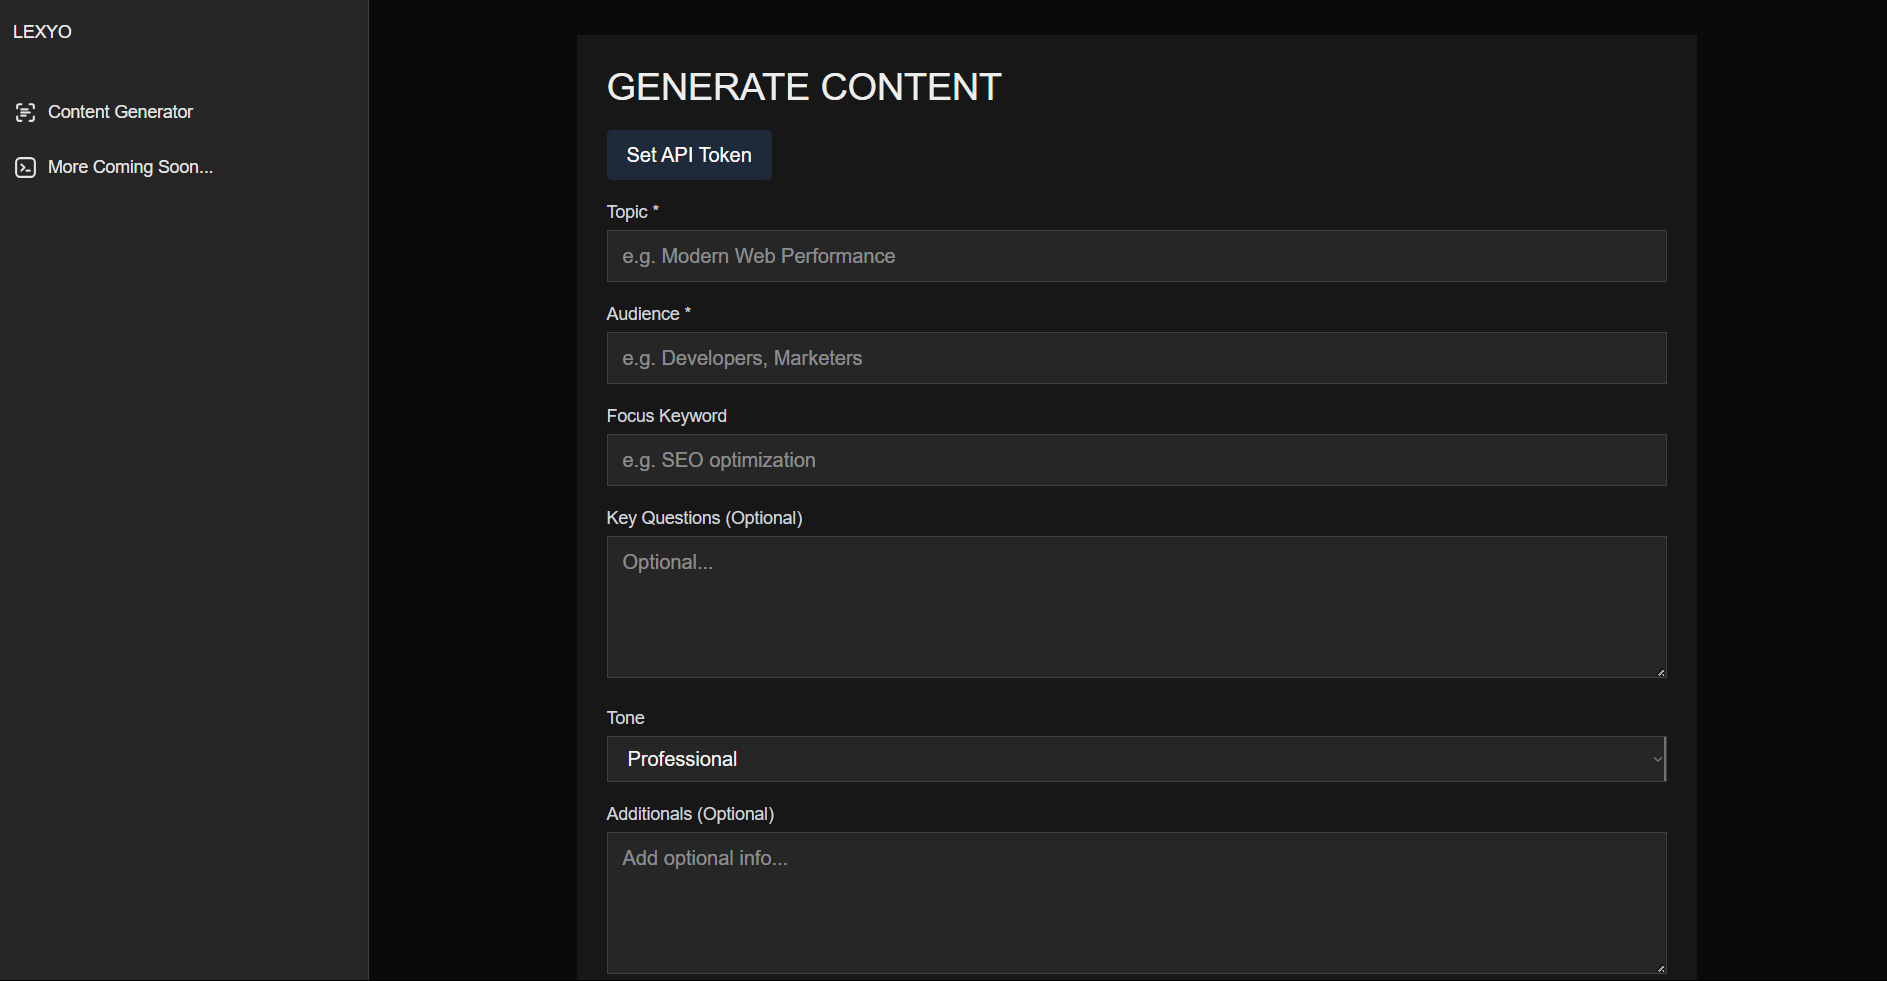 LEXYO
Content Generator
More Coming Soon...
GENERATE CONTENT
Set API Token
Topic *
e.g. Modern Web Performance
Audience *
e.g. Developers, Marketers
Focus Keyword
e.g. SEO optimization
Key Questions (Optional)
Optional...
Tone
Professional
Additionals (Optional)
Add optional info...